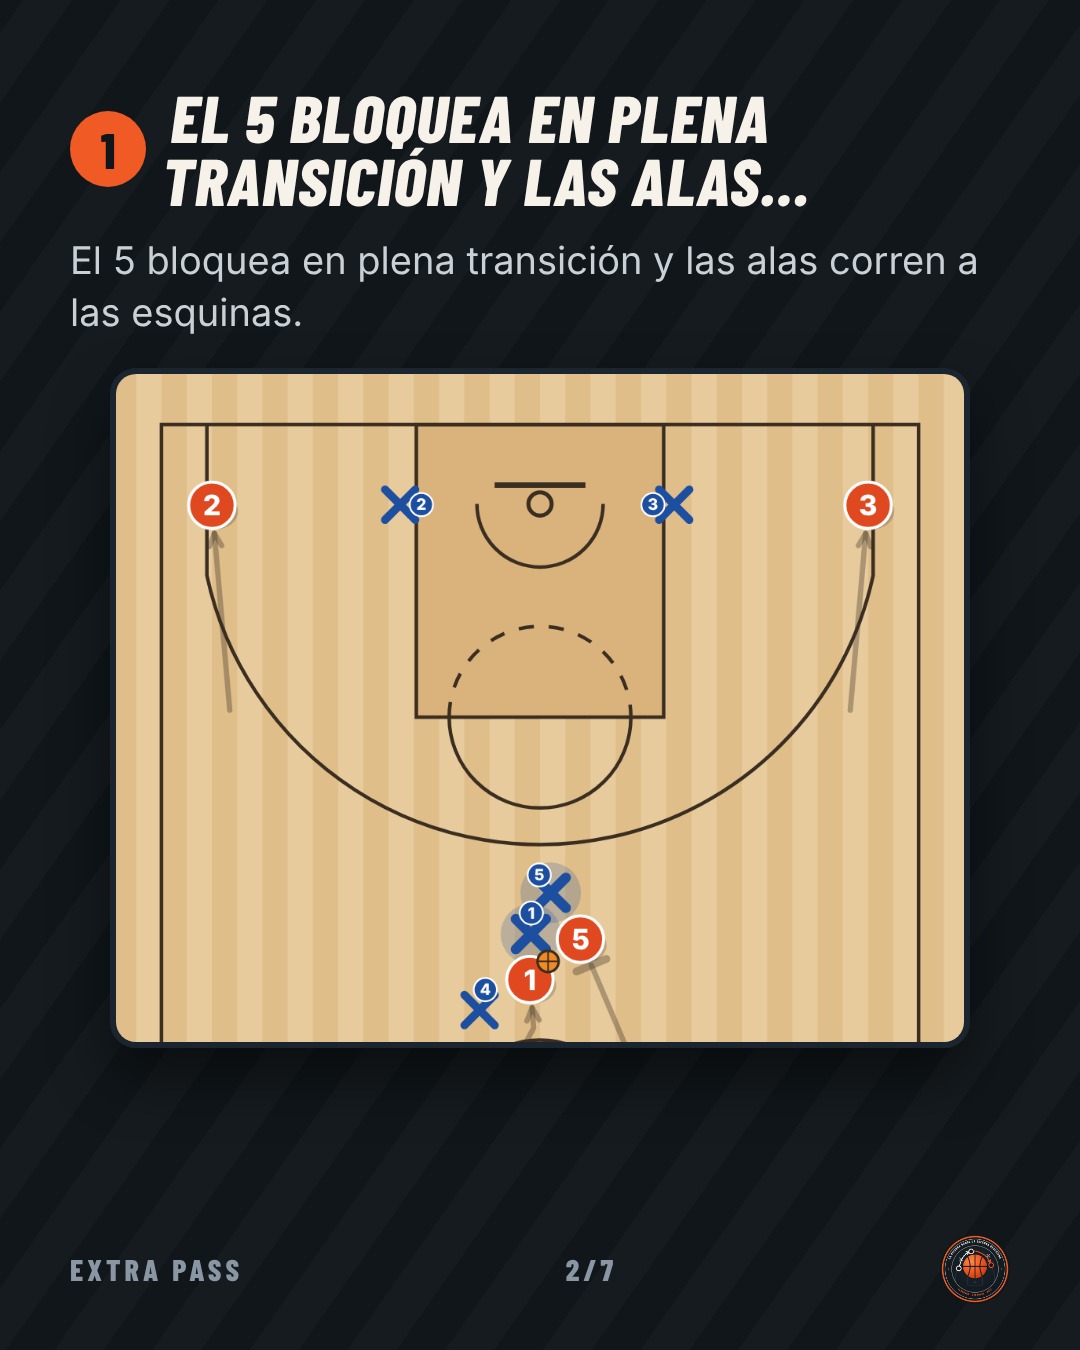 1
EL 5 BLOQUEA EN PLENA
TRANSICIÓN Y LAS ALAS...
El 5 bloquea en plena transición y las alas corren a
las esquinas.
2
2
3
3
5
1
5
1
4
EXTRA PASS
2/7